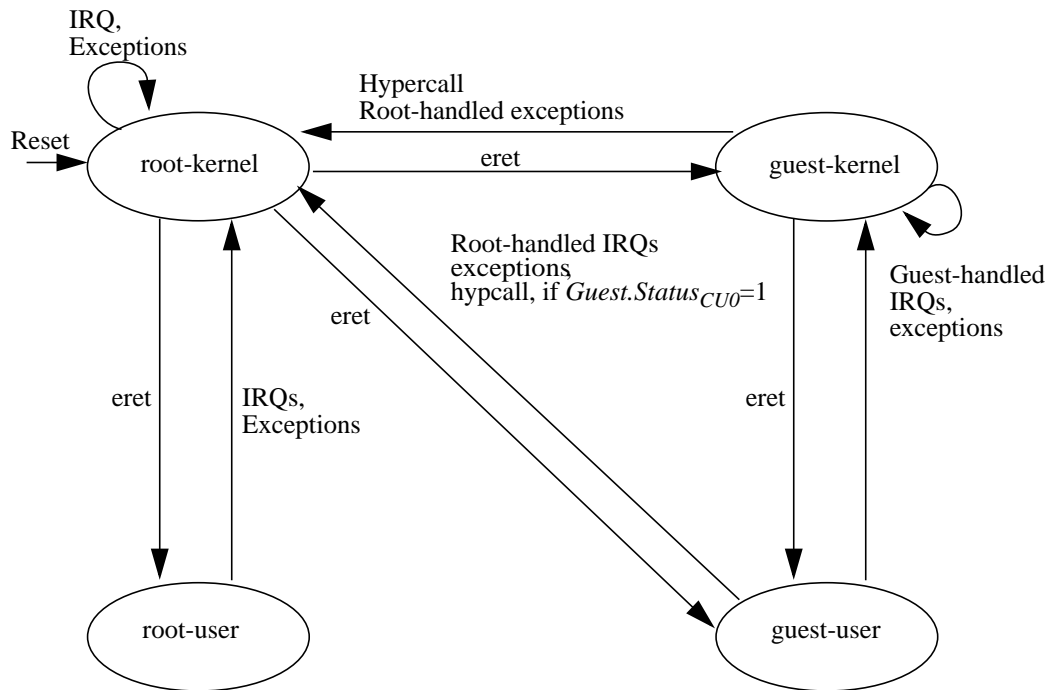 IRQ,
Exceptions
Hypercall
Root-handled exceptions
Reset
root-kernel
eret
guest-kernel
Root-handled IRQs
exceptions,
hypcall, if Guest.Status_CU0=1
Guest-handled
IRQs,
exceptions
eret
eret
IRQs,
Exceptions
eret
root-user
guest-user